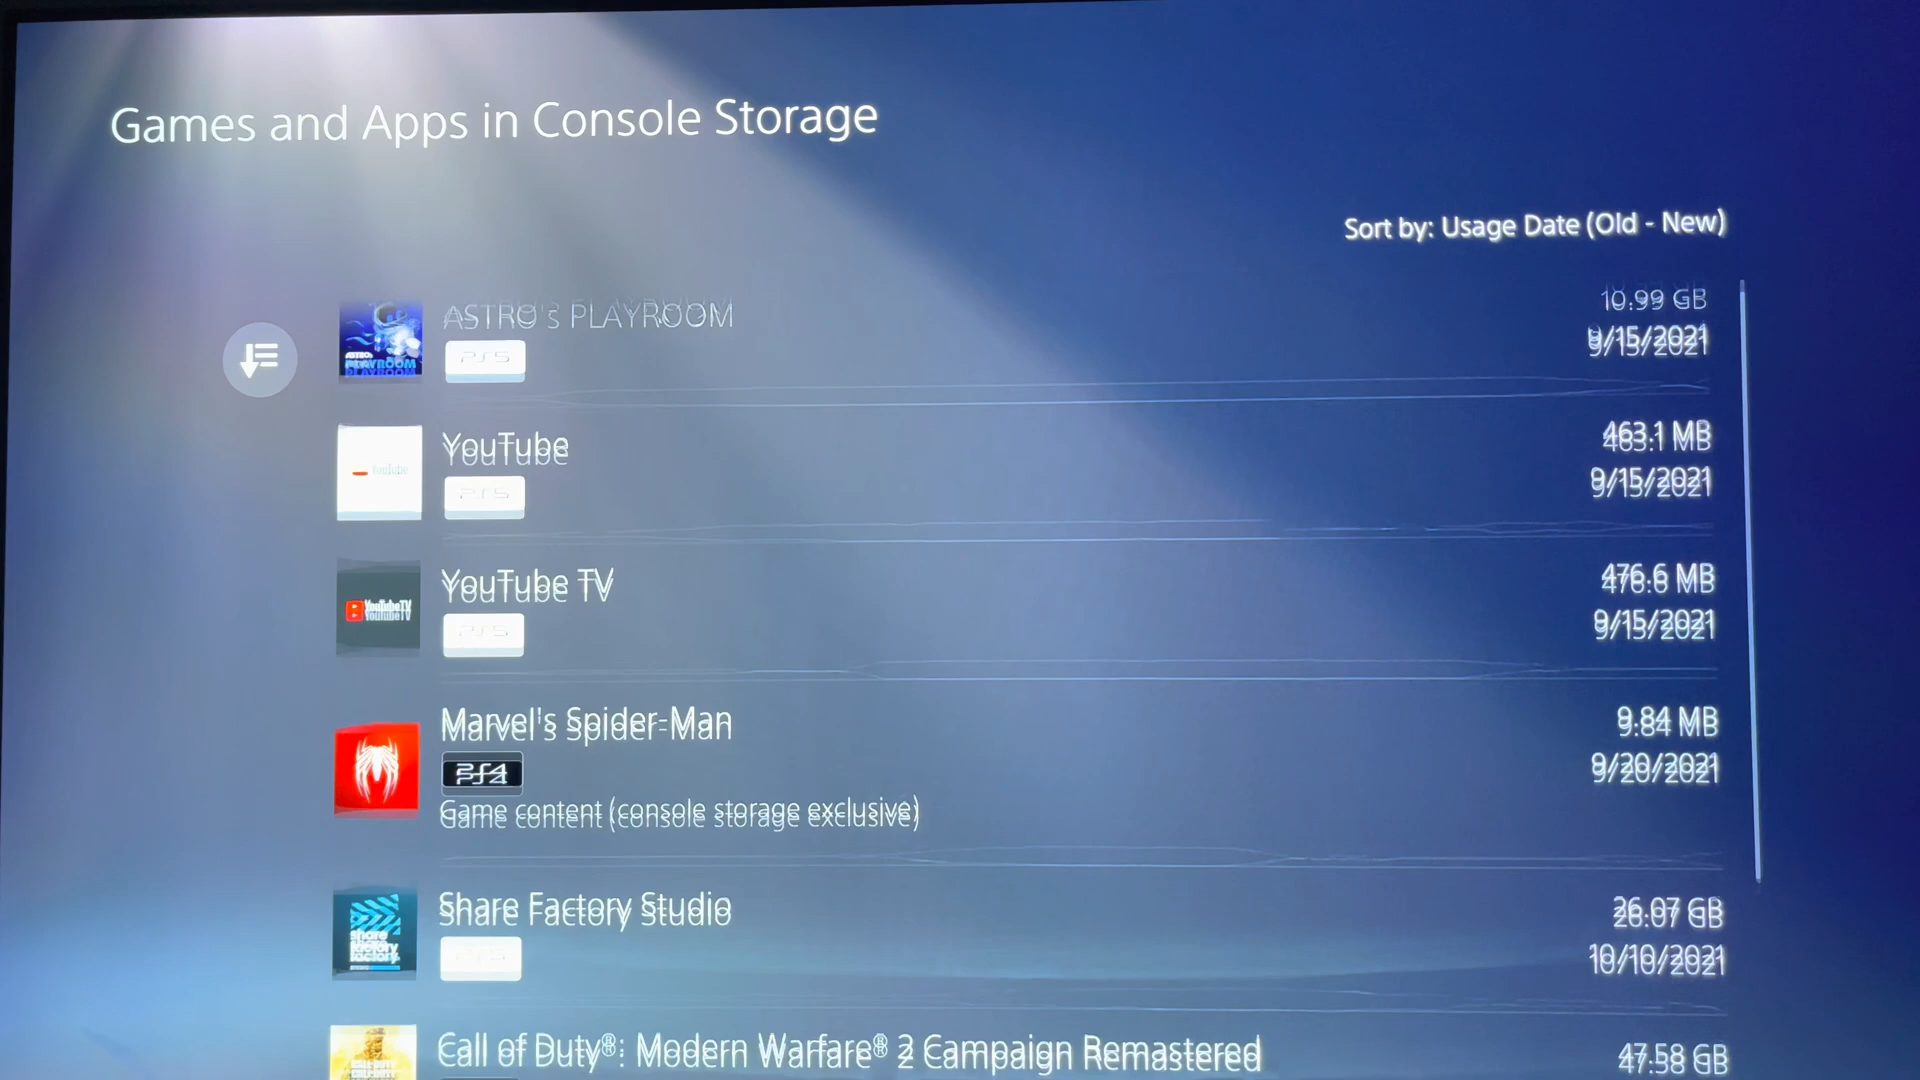 Games and Apps in Console Storage
Sort by: Usage Date (Old - New)
ASTRO's PLAYROOM
10.99 GB
PS5
9/15/2021
YouTube
463.1 MB
PS5
9/15/2021
YouTube TV
476.6 MB
PS5
9/15/2021
Marvel's Spider-Man
9.84 MB
PS4
9/20/2021
Game content (console storage exclusive)
Share Factory Studio
26.07 GB
10/10/2021
Call of Duty®: Modern Warfare® 2 Campaign Remastered
47.58 GB